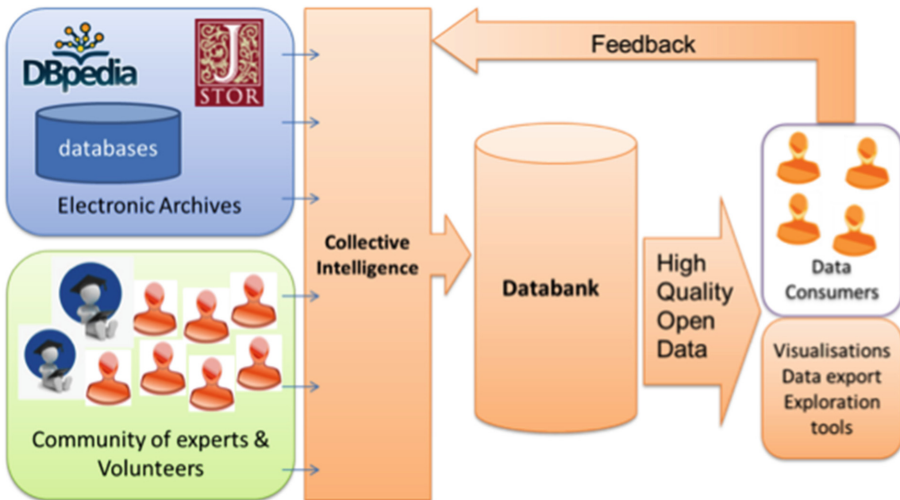 DBpedia
J
STOR
databases
Electronic Archives
Community of experts &
Volunteers
Collective
Intelligence
Databank
High
Quality
Open
Data
Feedback
Data
Consumers
Visualisations
Data export
Exploration
tools